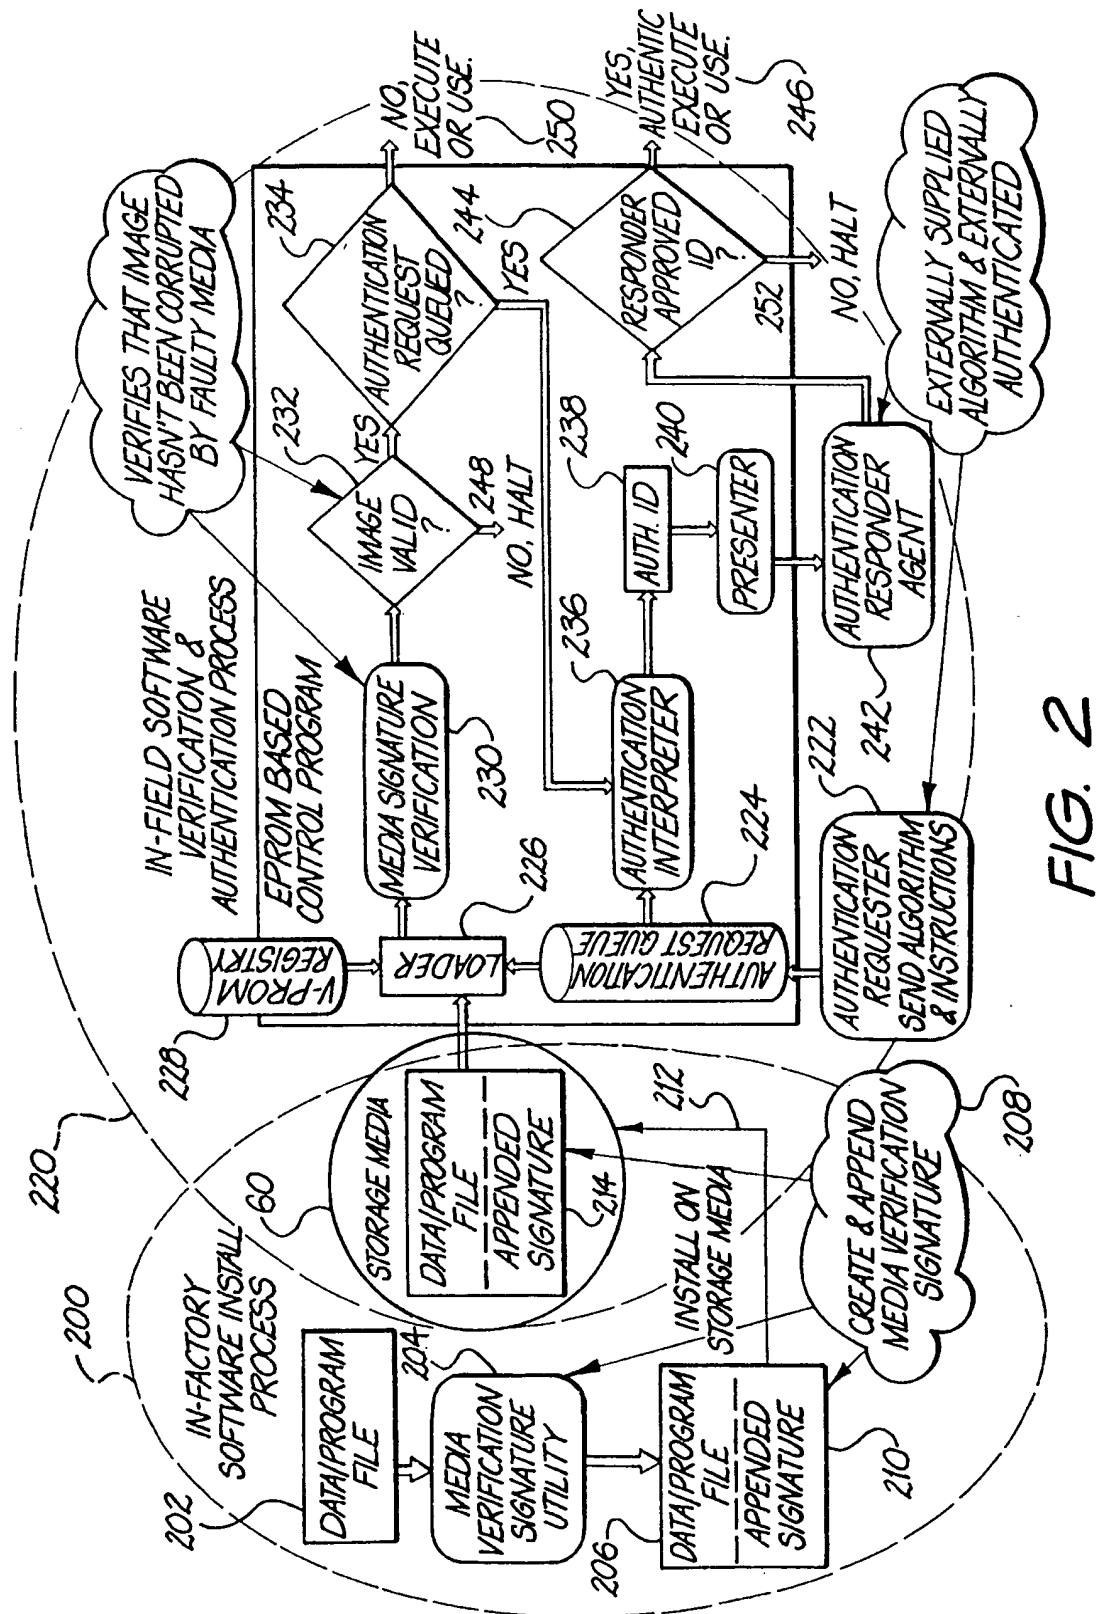 200
IN-FACTORY
SOFTWARE INSTALL
PROCESS
202
DATA/PROGRAM
FILE
204
MEDIA
VERIFICATION
SIGNATURE
UTILITY
206
DATA/PROGRAM
FILE
APPENDED
SIGNATURE
210
INSTALL ON
STORAGE MEDIA
212
CREATE & APPEND
MEDIA VERIFICATION
SIGNATURE
208
60
STORAGE MEDIA
DATA/PROGRAM
FILE
APPENDED
SIGNATURE
214
220
IN-FIELD SOFTWARE
VERIFICATION &
AUTHENTICATION PROCESS
EPROM BASED
CONTROL PROGRAM
228
V-PROM
REGISTRY
LOADER
226
AUTHENTICATION
REQUEST QUEUE
224
AUTHENTICATION
REQUESTER
SEND ALGORITHM
& INSTRUCTIONS
222
MEDIA SIGNATURE
VERIFICATION
230
VERIFIES THAT IMAGE
HASN'T BEEN CORRUPTED
BY FAULTY MEDIA
IMAGE
VALID
?
232
YES
248
NO, HALT
AUTHENTICATION
REQUEST
QUEUED
?
234
NO,
EXECUTE
OR USE.
250
YES
AUTHENTICATION
INTERPRETER
236
AUTH. ID
238
PRESENTER
240
AUTHENTICATION
RESPONDER
AGENT
242
RESPONDER
APPROVED
ID
?
244
YES,
AUTHENTIC
EXECUTE
OR USE.
246
252
NO, HALT
EXTERNALLY SUPPLIED
ALGORITHM & EXTERNALLY
AUTHENTICATED
FIG. 2